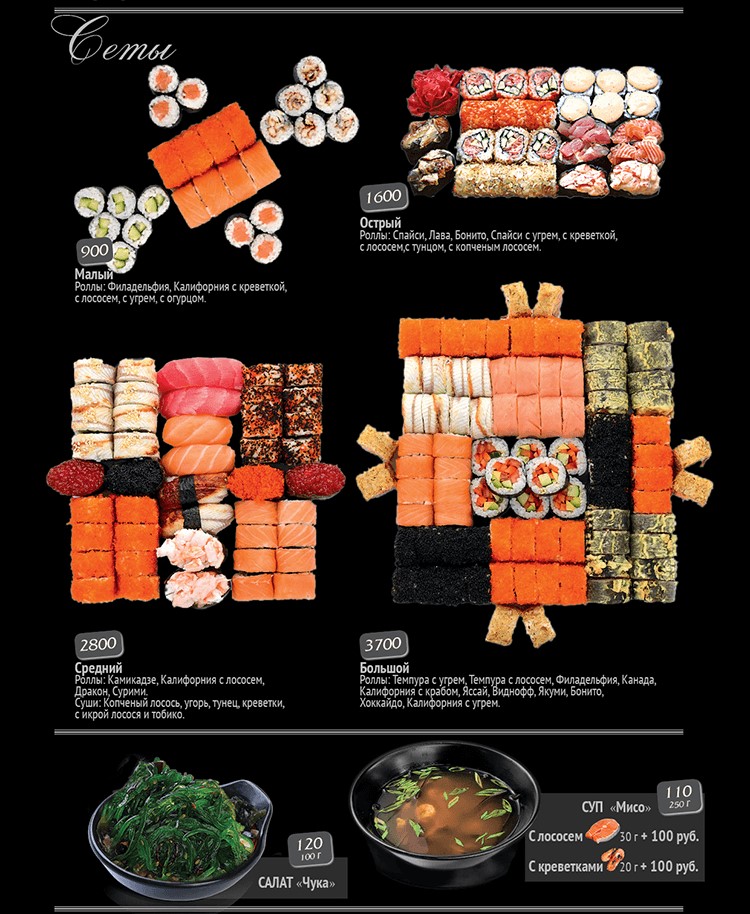 Сеты
900
Малый
Роллы: Филадельфия, Калифорния с креветкой,
с лососем, с угрем, с огурцом.
1600
Острый
Роллы: Спайси, Лава, Бонито, Спайси с угрем, с креветкой,
с лососем,с тунцом, с копченым лососем.
2800
Средний
Роллы: Камикадзе, Калифорния с лососем,
Дракон, Сурими.
Суши: Копченый лосось, угорь, тунец, креветки,
с икрой лосося и тобико.
3700
Большой
Роллы: Темпура с угрем, Темпура с лососем, Филадельфия, Канада,
Калифорния с крабом, Яссай, Виднофф, Якуми, Бонито,
Хоккайдо, Калифорния с угрем.
120
100 Г
САЛАТ «Чука»
110
250 Г
СУП «Мисо»
С лососем 30 г + 100 руб.
С креветками 20 г + 100 руб.